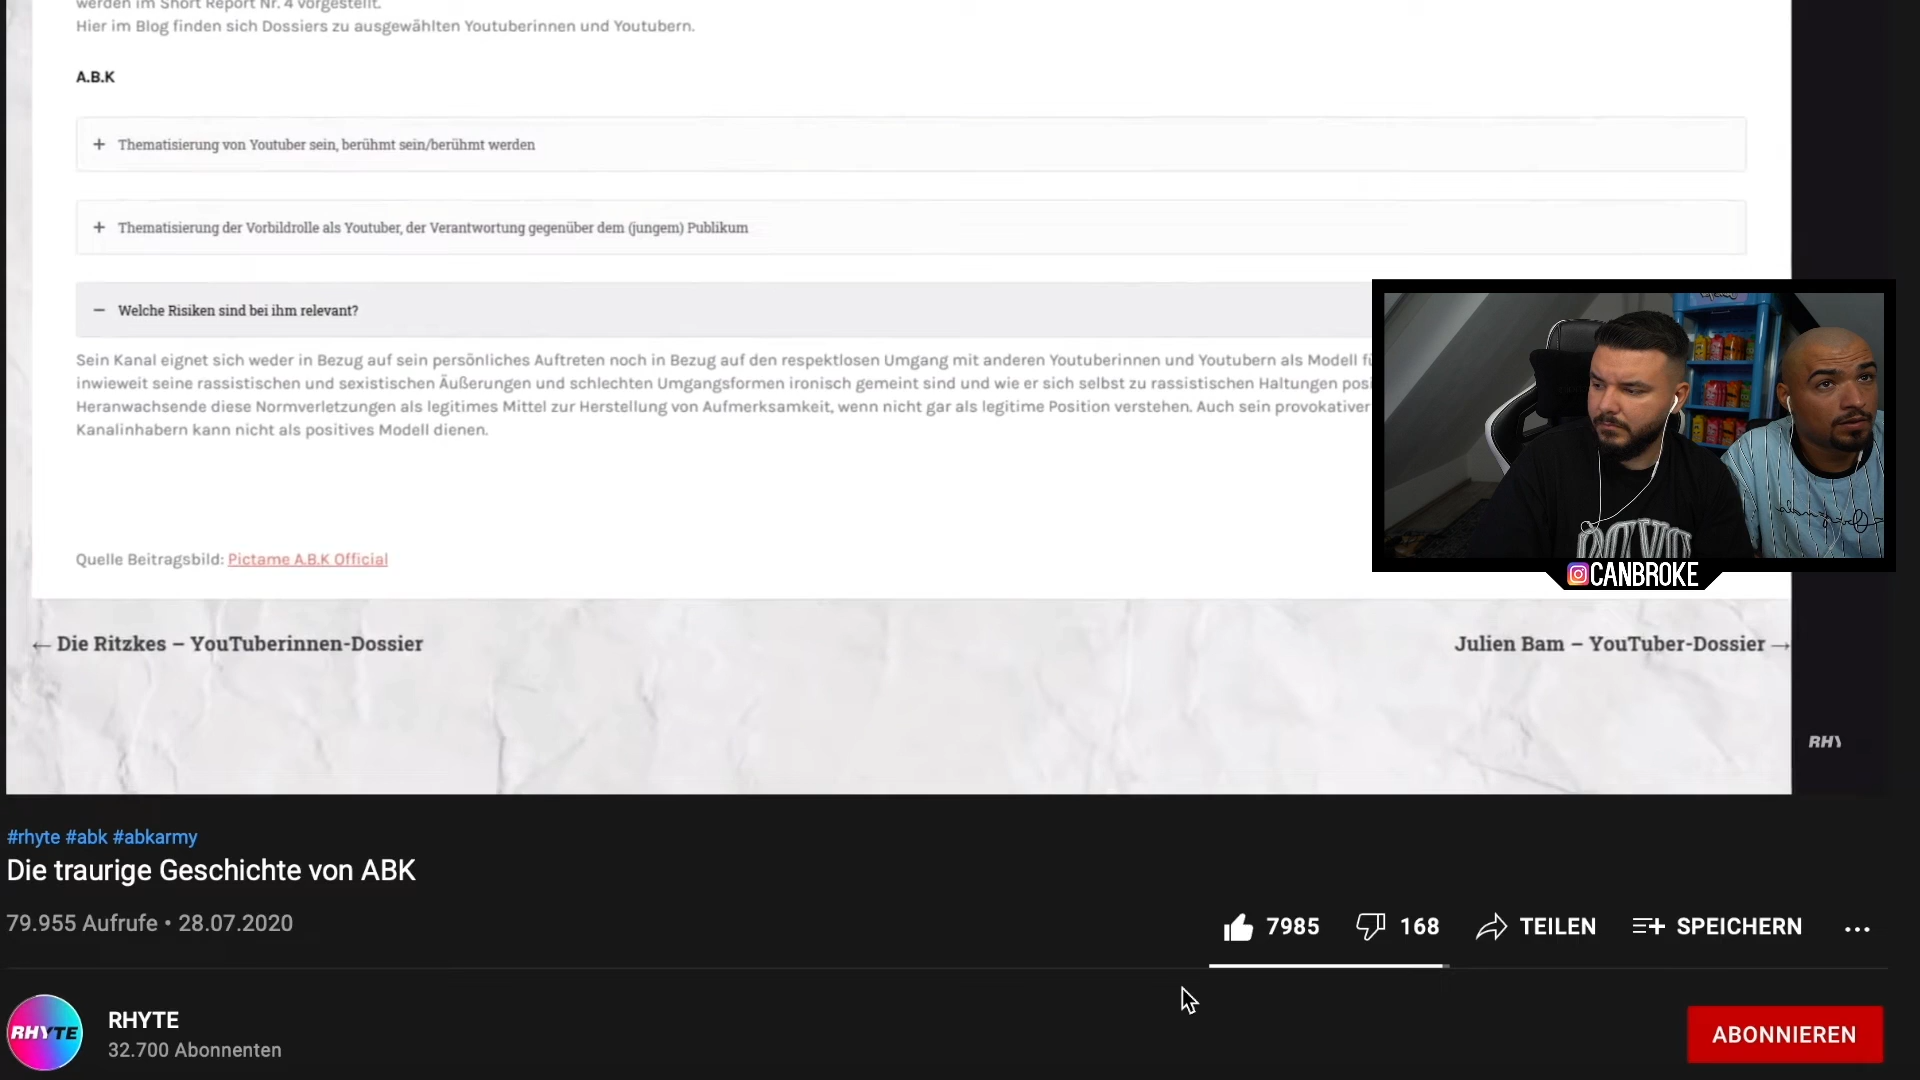 werden im Short Report Nr. 4 vorgestellt.
Hier im Blog finden sich Dossiers zu ausgewählten Youtuberinnen und Youtubern.
A.B.K
+ Thematisierung von Youtuber sein, berühmt sein/berühmt werden
+ Thematisierung der Vorbildrolle als Youtuber, der Verantwortung gegenüber dem (jungem) Publikum
− Welche Risiken sind bei ihm relevant?
Sein Kanal eignet sich weder in Bezug auf sein persönliches Auftreten noch in Bezug auf den respektlosen Umgang mit anderen Youtuberinnen und Youtubern als Modell
inwieweit seine rassistischen und sexistischen Äußerungen und schlechten Umgangsformen ironisch gemeint sind und wie er sich selbst zu rassistischen Haltungen
Heranwachsende diese Normverletzungen als legitimes Mittel zur Herstellung von Aufmerksamkeit, wenn nicht gar als legitime Position verstehen. Auch sein provokativer
Kanalinhabern kann nicht als positives Modell dienen.
CANBROKE
Quelle Beitragsbild: Pictame A.B.K Official
← Die Ritzkes – YouTuberinnen-Dossier
Julien Bam – YouTuber-Dossier →
RHY
#rhyte #abk #abkarmy
Die traurige Geschichte von ABK
79.955 Aufrufe • 28.07.2020
7985
168
TEILEN
SPEICHERN
RHYTE
RHYTE
32.700 Abonnenten
ABONNIEREN